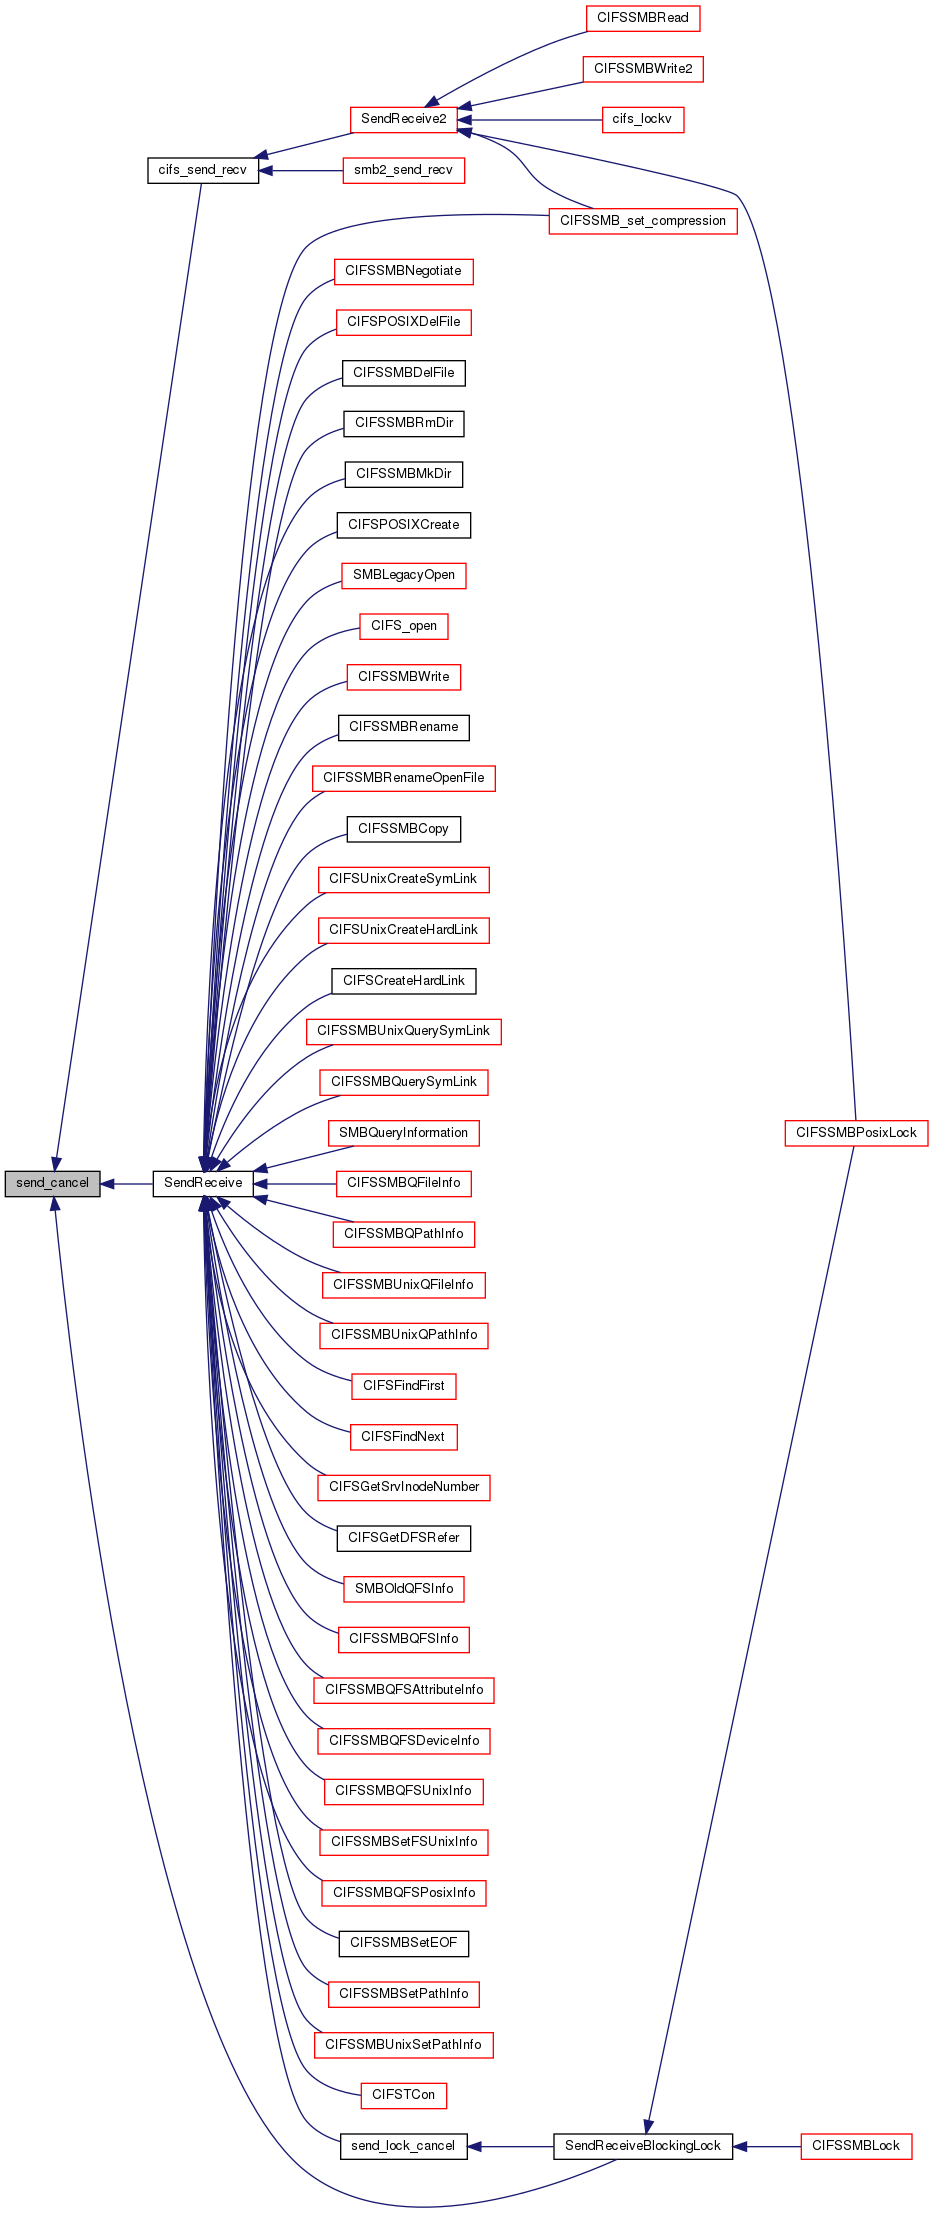 CIFSSMBRead
CIFSSMBWrite2
SendReceive2
cifs_lockv
cifs_send_recv
smb2_send_recv
CIFSSMB_set_compression
CIFSSMBNegotiate
CIFSPOSIXDelFile
CIFSSMBDelFile
CIFSSMBRmDir
CIFSSMBMkDir
CIFSPOSIXCreate
SMBLegacyOpen
CIFS_open
CIFSSMBWrite
CIFSSMBRename
CIFSSMBRenameOpenFile
CIFSSMBCopy
CIFSUnixCreateSymLink
CIFSUnixCreateHardLink
CIFSCreateHardLink
CIFSSMBUnixQuerySymLink
CIFSSMBQuerySymLink
SMBQueryInformation
CIFSSMBPosixLock
send_cancel
SendReceive
CIFSSMBQFileInfo
CIFSSMBQPathInfo
CIFSSMBUnixQFileInfo
CIFSSMBUnixQPathInfo
CIFSFindFirst
CIFSFindNext
CIFSGetSrvInodeNumber
CIFSGetDFSRefer
SMBOldQFSInfo
CIFSSMBQFSInfo
CIFSSMBQFSAttributeInfo
CIFSSMBQFSDeviceInfo
CIFSSMBQFSUnixInfo
CIFSSMBSetFSUnixInfo
CIFSSMBQFSPosixInfo
CIFSSMBSetEOF
CIFSSMBSetPathInfo
CIFSSMBUnixSetPathInfo
CIFSTCon
send_lock_cancel
SendReceiveBlockingLock
CIFSSMBLock